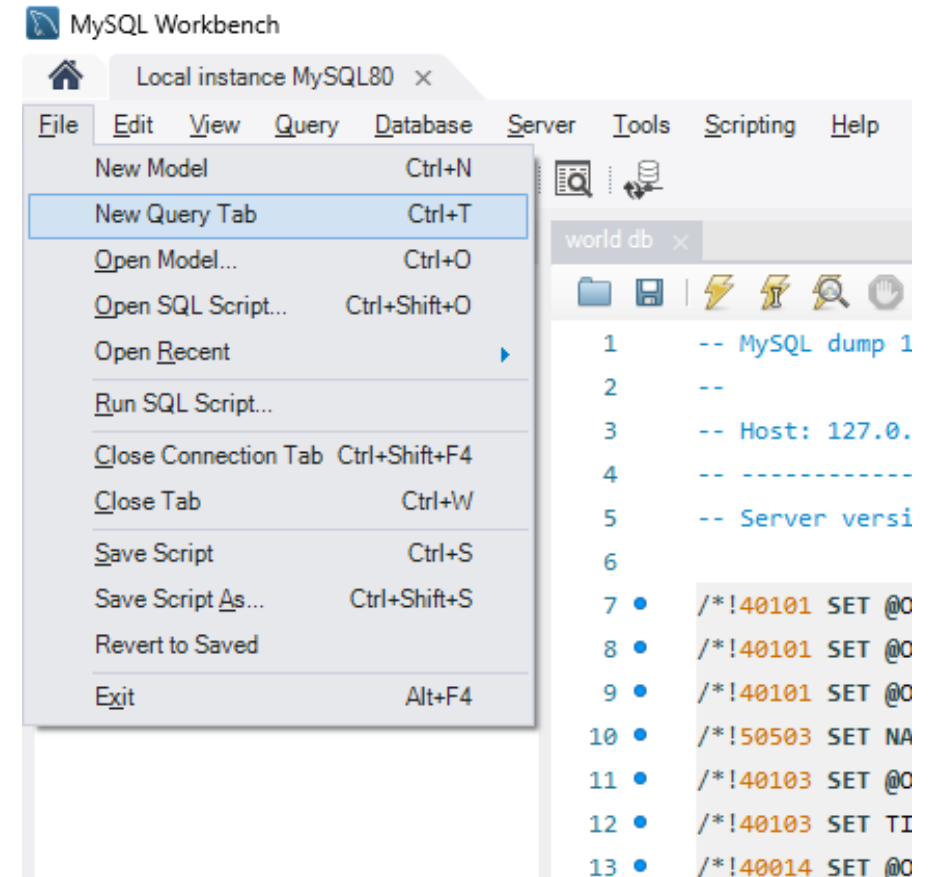 MySQL Workbench
Local instance MySQL80 ×
File Edit View Query Database Server Tools Scripting Help
New Model Ctrl+N
New Query Tab Ctrl+T
Open Model... Ctrl+O
Open SQL Script... Ctrl+Shift+O
Open Recent
Run SQL Script...
Close Connection Tab Ctrl+Shift+F4
Close Tab Ctrl+W
Save Script Ctrl+S
Save Script As... Ctrl+Shift+S
Revert to Saved
Exit Alt+F4
world db ×
1 -- MySQL dump 1
2 --
3 -- Host: 127.0.
4 -- -------------
5 -- Server versi
6
7 /*!40101 SET @O
8 /*!40101 SET @O
9 /*!40101 SET @O
10 /*!50503 SET NA
11 /*!40103 SET @O
12 /*!40103 SET TI
13 /*!40014 SET @O